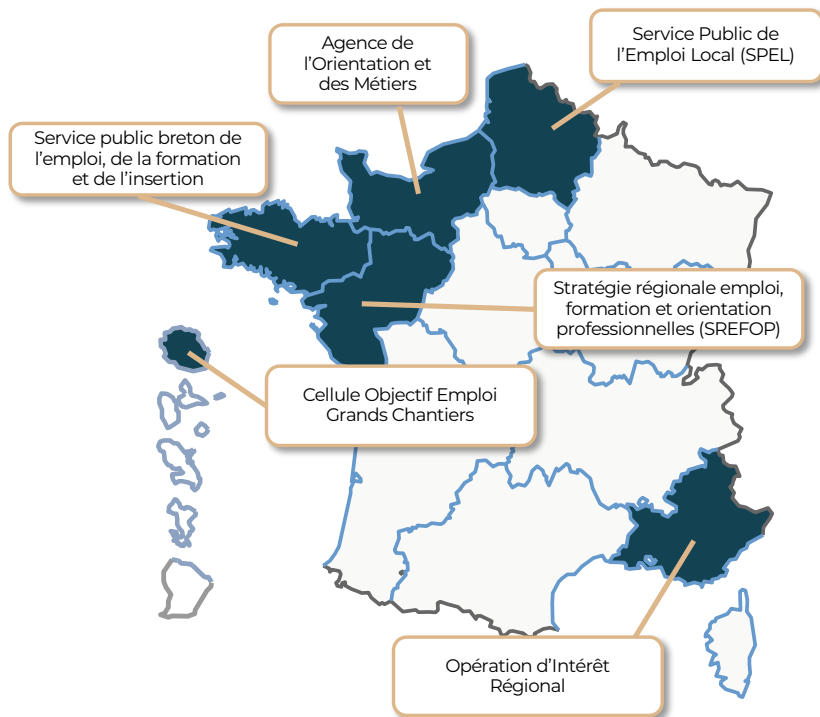 Agence de
l'Orientation et
des Métiers
Service Public de
l'Emploi Local (SPEL)
Service public breton de
l'emploi, de la formation
et de l'insertion
Stratégie régionale emploi,
formation et orientation
professionnelles (SREFOP)
Cellule Objectif Emploi
Grands Chantiers
Opération d'Intérêt
Régional